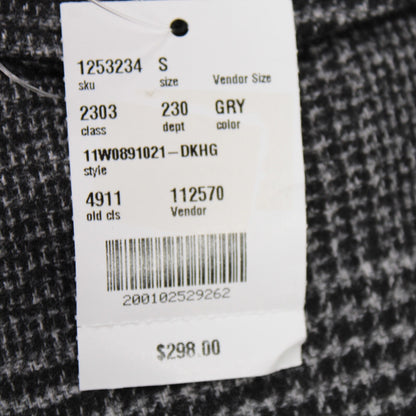 1253234 S
sku size Vendor Size
2303 230 GRY
class dept color
11W0891021-DKHG
style
4911 112570
old cls Vendor
200102529262
$298.00